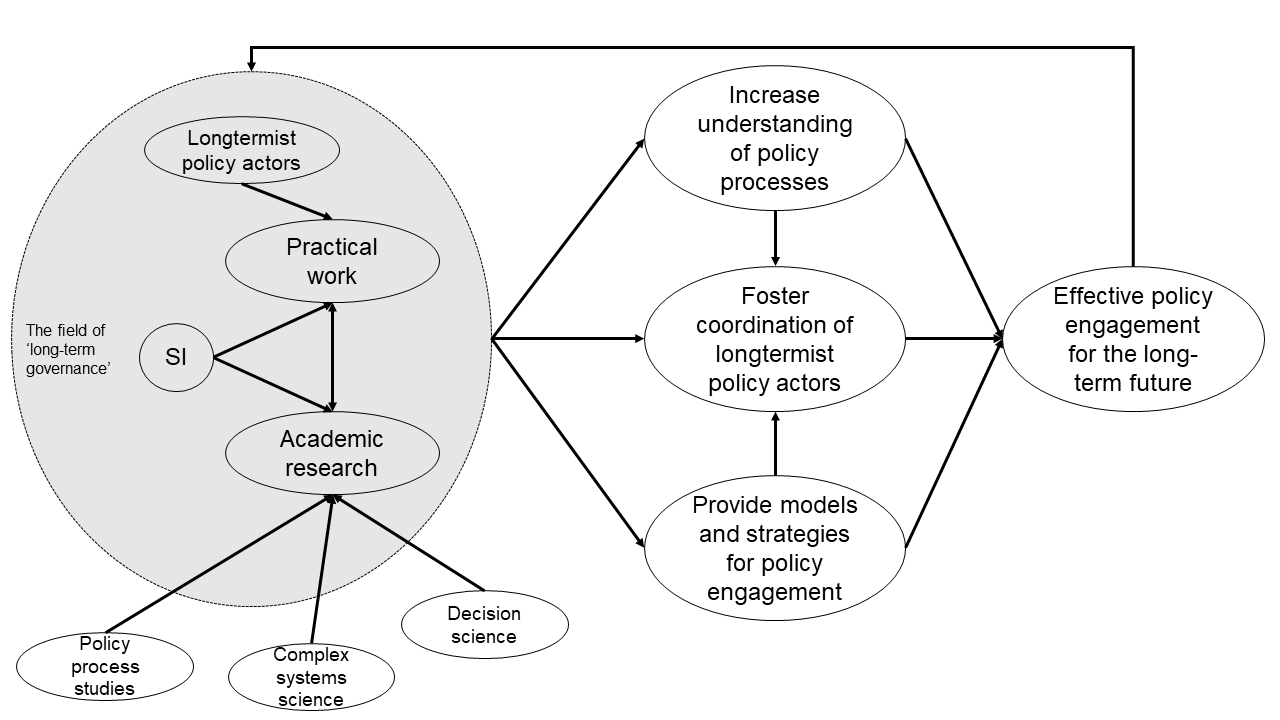 Longtermist
policy actors
Practical
work
The field of
‘long-term
governance’
SI
Academic
research
Policy
process
studies
Complex
systems
science
Decision
science
Increase
understanding
of policy
processes
Foster
coordination of
longtermist
policy actors
Provide models
and strategies
for policy
engagement
Effective policy
engagement
for the long-
term future